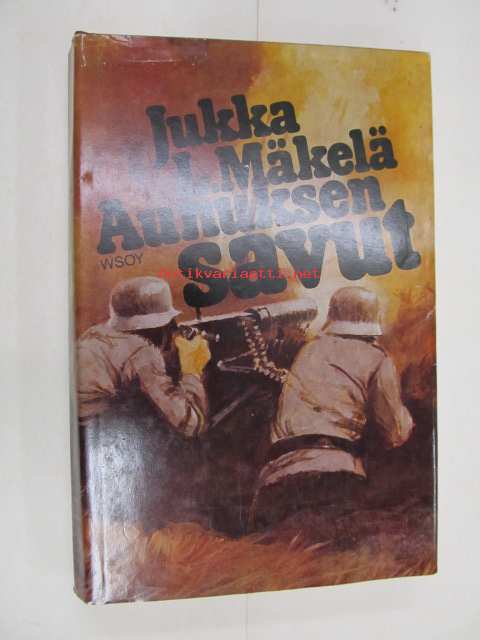 Jukka
L. Mäkelä
Aunuksen
savut
WSOY
antikvariaatti.net